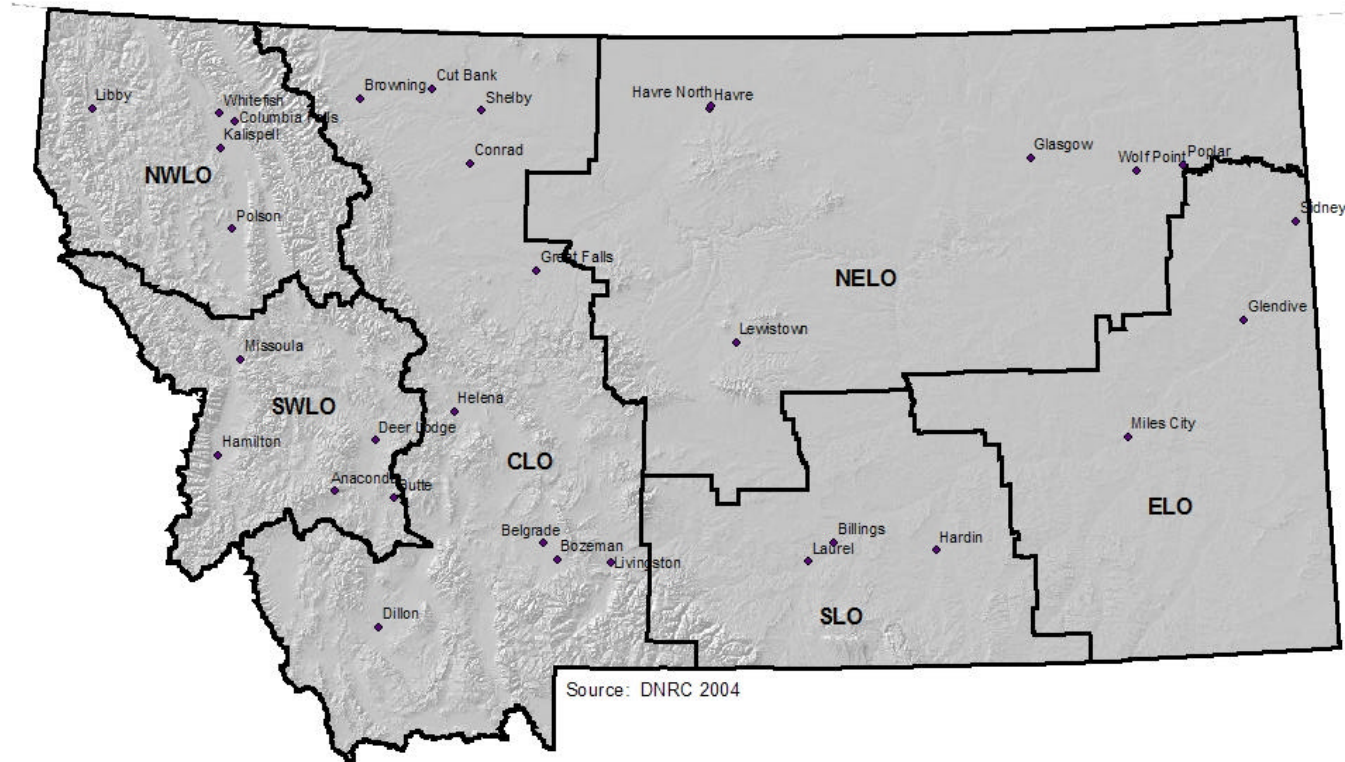 Cut Bank
Browning
Libby
Shelby
Havre North
Havre
Whitefish
Columbia Falls
Kalispell
Conrad
Glasgow
Wolf Point
Poplar
NWLO
Polson
Sidney
Great Falls
NELO
Glendive
Lewistown
Missoula
SWLO
Helena
Deer Lodge
Miles City
Hamilton
CLO
Anaconda
Butte
ELO
Belgrade
Bozeman
Livingston
Billings
Laurel
Hardin
Dillon
SLO
Source: DNRC 2004